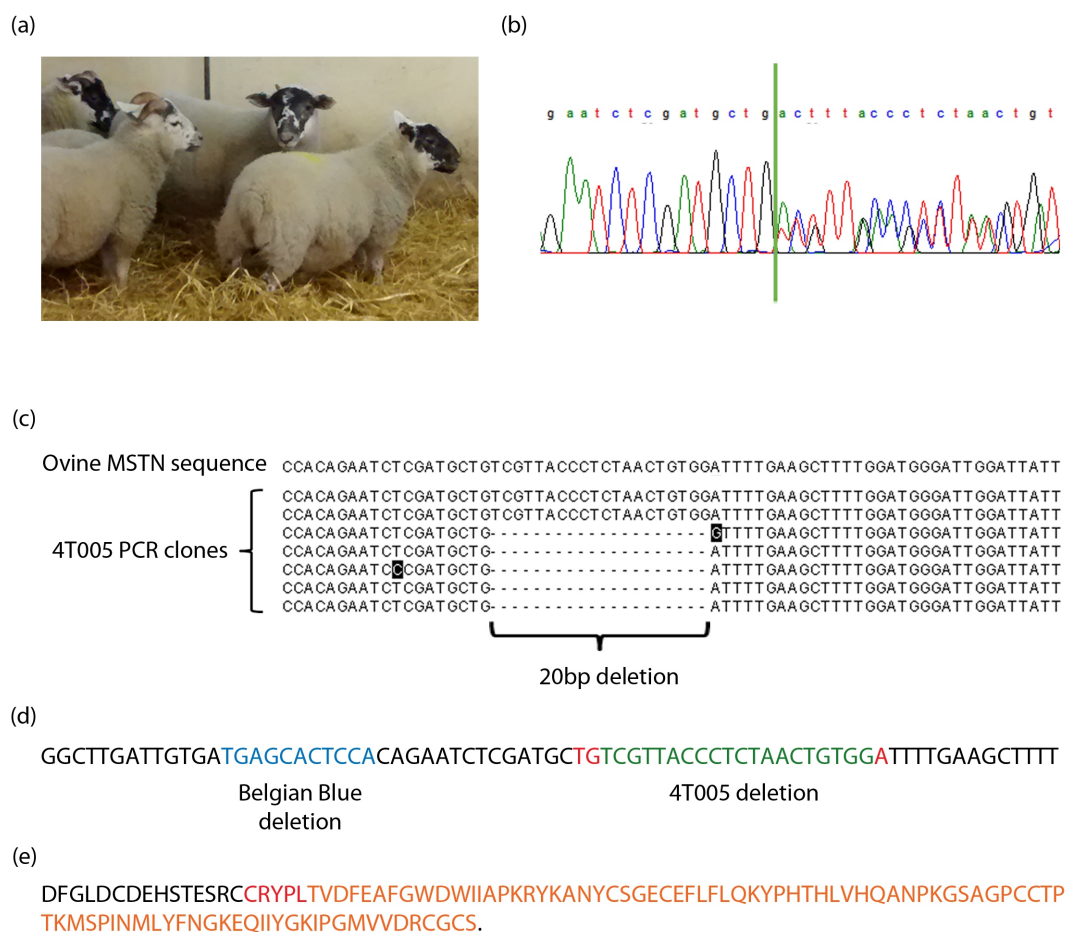 (a)
(b)
g a a t c t c g a t g c t g a c t t t a c c c t c t a a c t g t
(c)
Ovine MSTN sequence CCACAGAATCTCGATGCTGTCGTTACCCTCTAACTGTGGATTTTGAAGCTTTTGGATGGGATTGGATTATT
CCACAGAATCTCGATGCTGTCGTTACCCTCTAACTGTGGATTTTGAAGCTTTTGGATGGGATTGGATTATT
CCACAGAATCTCGATGCTGTCGTTACCCTCTAACTGTGGATTTTGAAGCTTTTGGATGGGATTGGATTATT
CCACAGAATCTCGATGCTG--------------------GTTTTGAAGCTTTTGGATGGGATTGGATTATT
4T005 PCR clones CCACAGAATCTCGATGCTG--------------------ATTTTGAAGCTTTTGGATGGGATTGGATTATT
CCACAGAATCCCGATGCTG--------------------ATTTTGAAGCTTTTGGATGGGATTGGATTATT
CCACAGAATCTCGATGCTG--------------------ATTTTGAAGCTTTTGGATGGGATTGGATTATT
CCACAGAATCTCGATGCTG--------------------ATTTTGAAGCTTTTGGATGGGATTGGATTATT
20bp deletion
(d)
GGCTTGATTGTGATGAGCACTCCACAGAATCTCGATGCTGTCGTTACCCTCTAACTGTGGATTTTGAAGCTTTT
Belgian Blue
deletion
4T005 deletion
(e)
DFGLDCDEHSTESRCCRYPLTVDFEAFGWDWIIAPKRYKANYCSGECEFLFLQKYPHTHLVHQANPKGSAGPCCTP
TKMSPINMLYFNGKEQIIYGKIPGMVVDRCGCS.